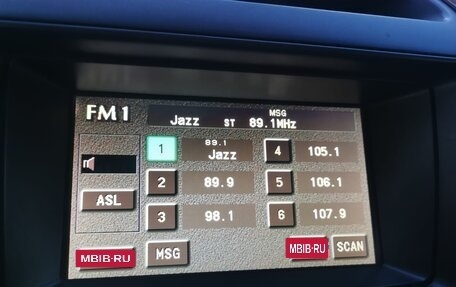 FM1
MSG
Jazz ST 89.1MHz
1 89.1 Jazz
4 105.1
ASL
2 89.9
5 106.1
3 98.1
6 107.9
MBIB-RU
MSG
MBIB-RU
SCAN